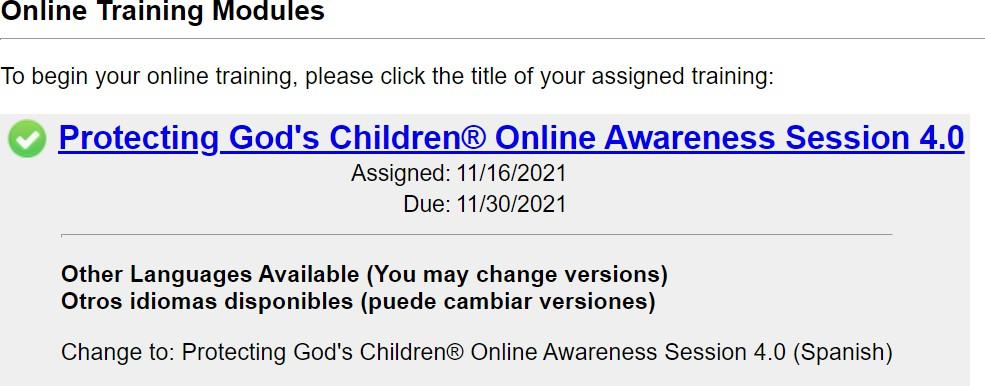 Online Training Modules
To begin your online training, please click the title of your assigned training:
Protecting God's Children® Online Awareness Session 4.0
Assigned: 11/16/2021
Due: 11/30/2021
Other Languages Available (You may change versions)
Otros idiomas disponibles (puede cambiar versiones)
Change to: Protecting God's Children® Online Awareness Session 4.0 (Spanish)